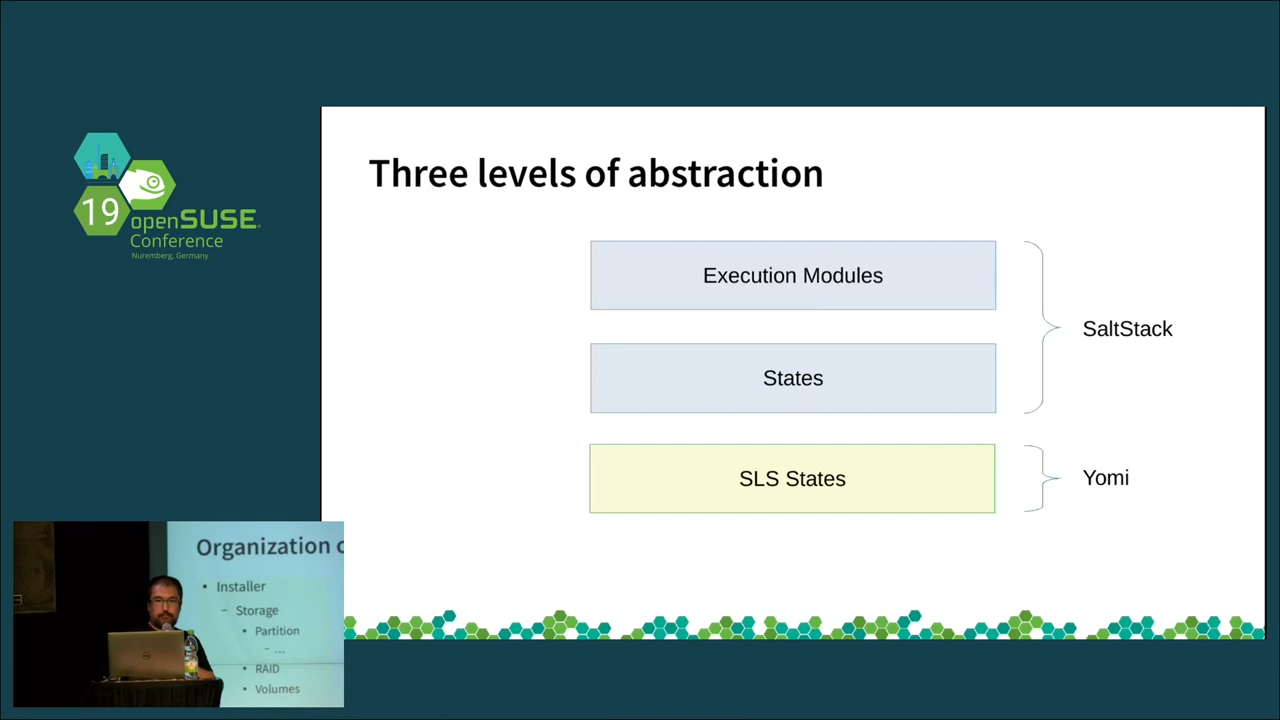 Three levels of abstraction
19
openSUSE
Conference
Nuremberg, Germany
Execution Modules
SaltStack
States
SLS States
Yomi
Organization
• Installer
– Storage
• Partition
– ...
• RAID
• Volumes